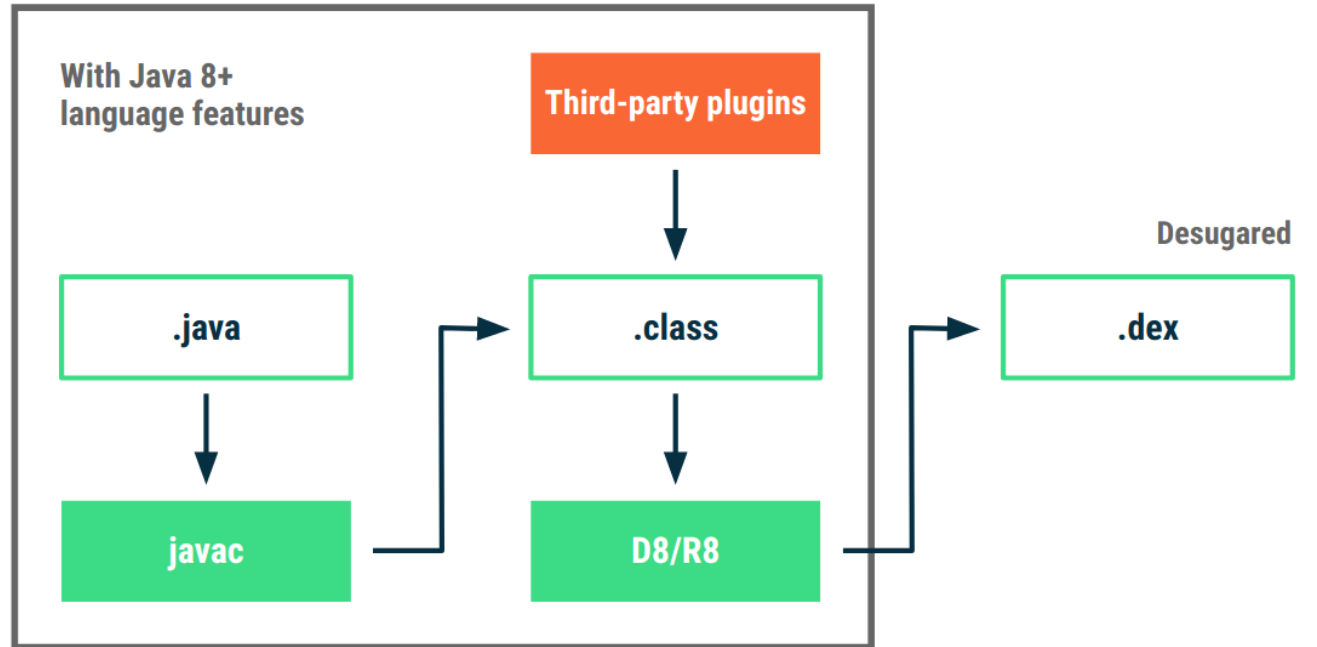 With Java 8+
language features
Third-party plugins
Desugared
.java
.class
.dex
javac
D8/R8